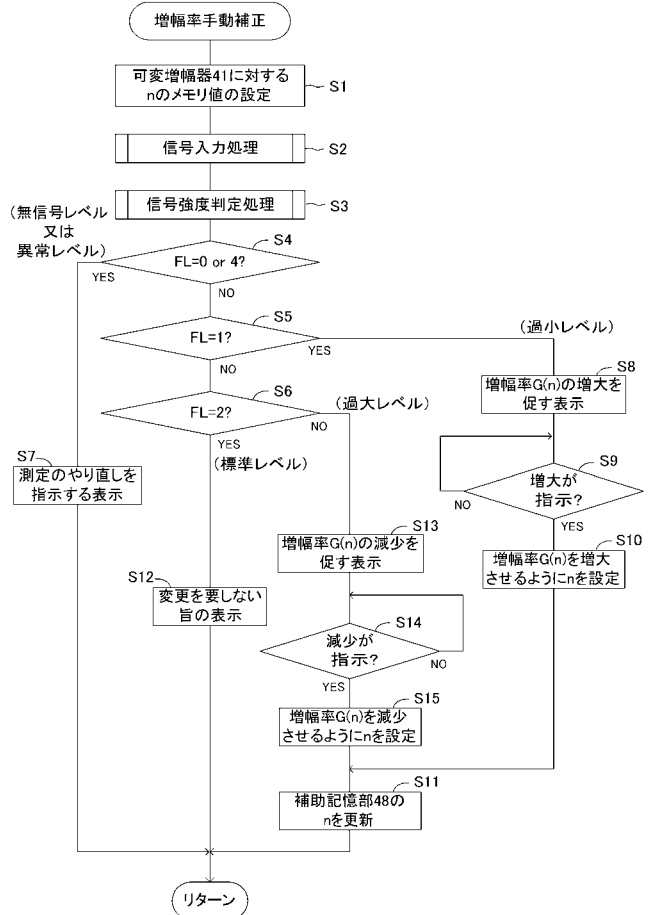 増幅率手動補正
可変増幅器41に対する
nのメモリ値の設定
S1
信号入力処理
S2
信号強度判定処理
S3
(無信号レベル
又は
異常レベル)
S4
FL=0 or 4?
YES
NO
S5
FL=1?
YES
NO
(過小レベル)
S6
FL=2?
YES
NO
(標準レベル)
(過大レベル)
S7
測定のやり直しを
指示する表示
S8
増幅率G(n)の増大を
促す表示
S9
増大が
指示?
NO
YES
S10
増幅率G(n)を増大
させるようにnを設定
S12
変更を要しない
旨の表示
S13
増幅率G(n)の減少を
促す表示
S14
減少が
指示?
NO
YES
S15
増幅率G(n)を減少
させるようにnを設定
S11
補助記憶部48の
nを更新
リターン